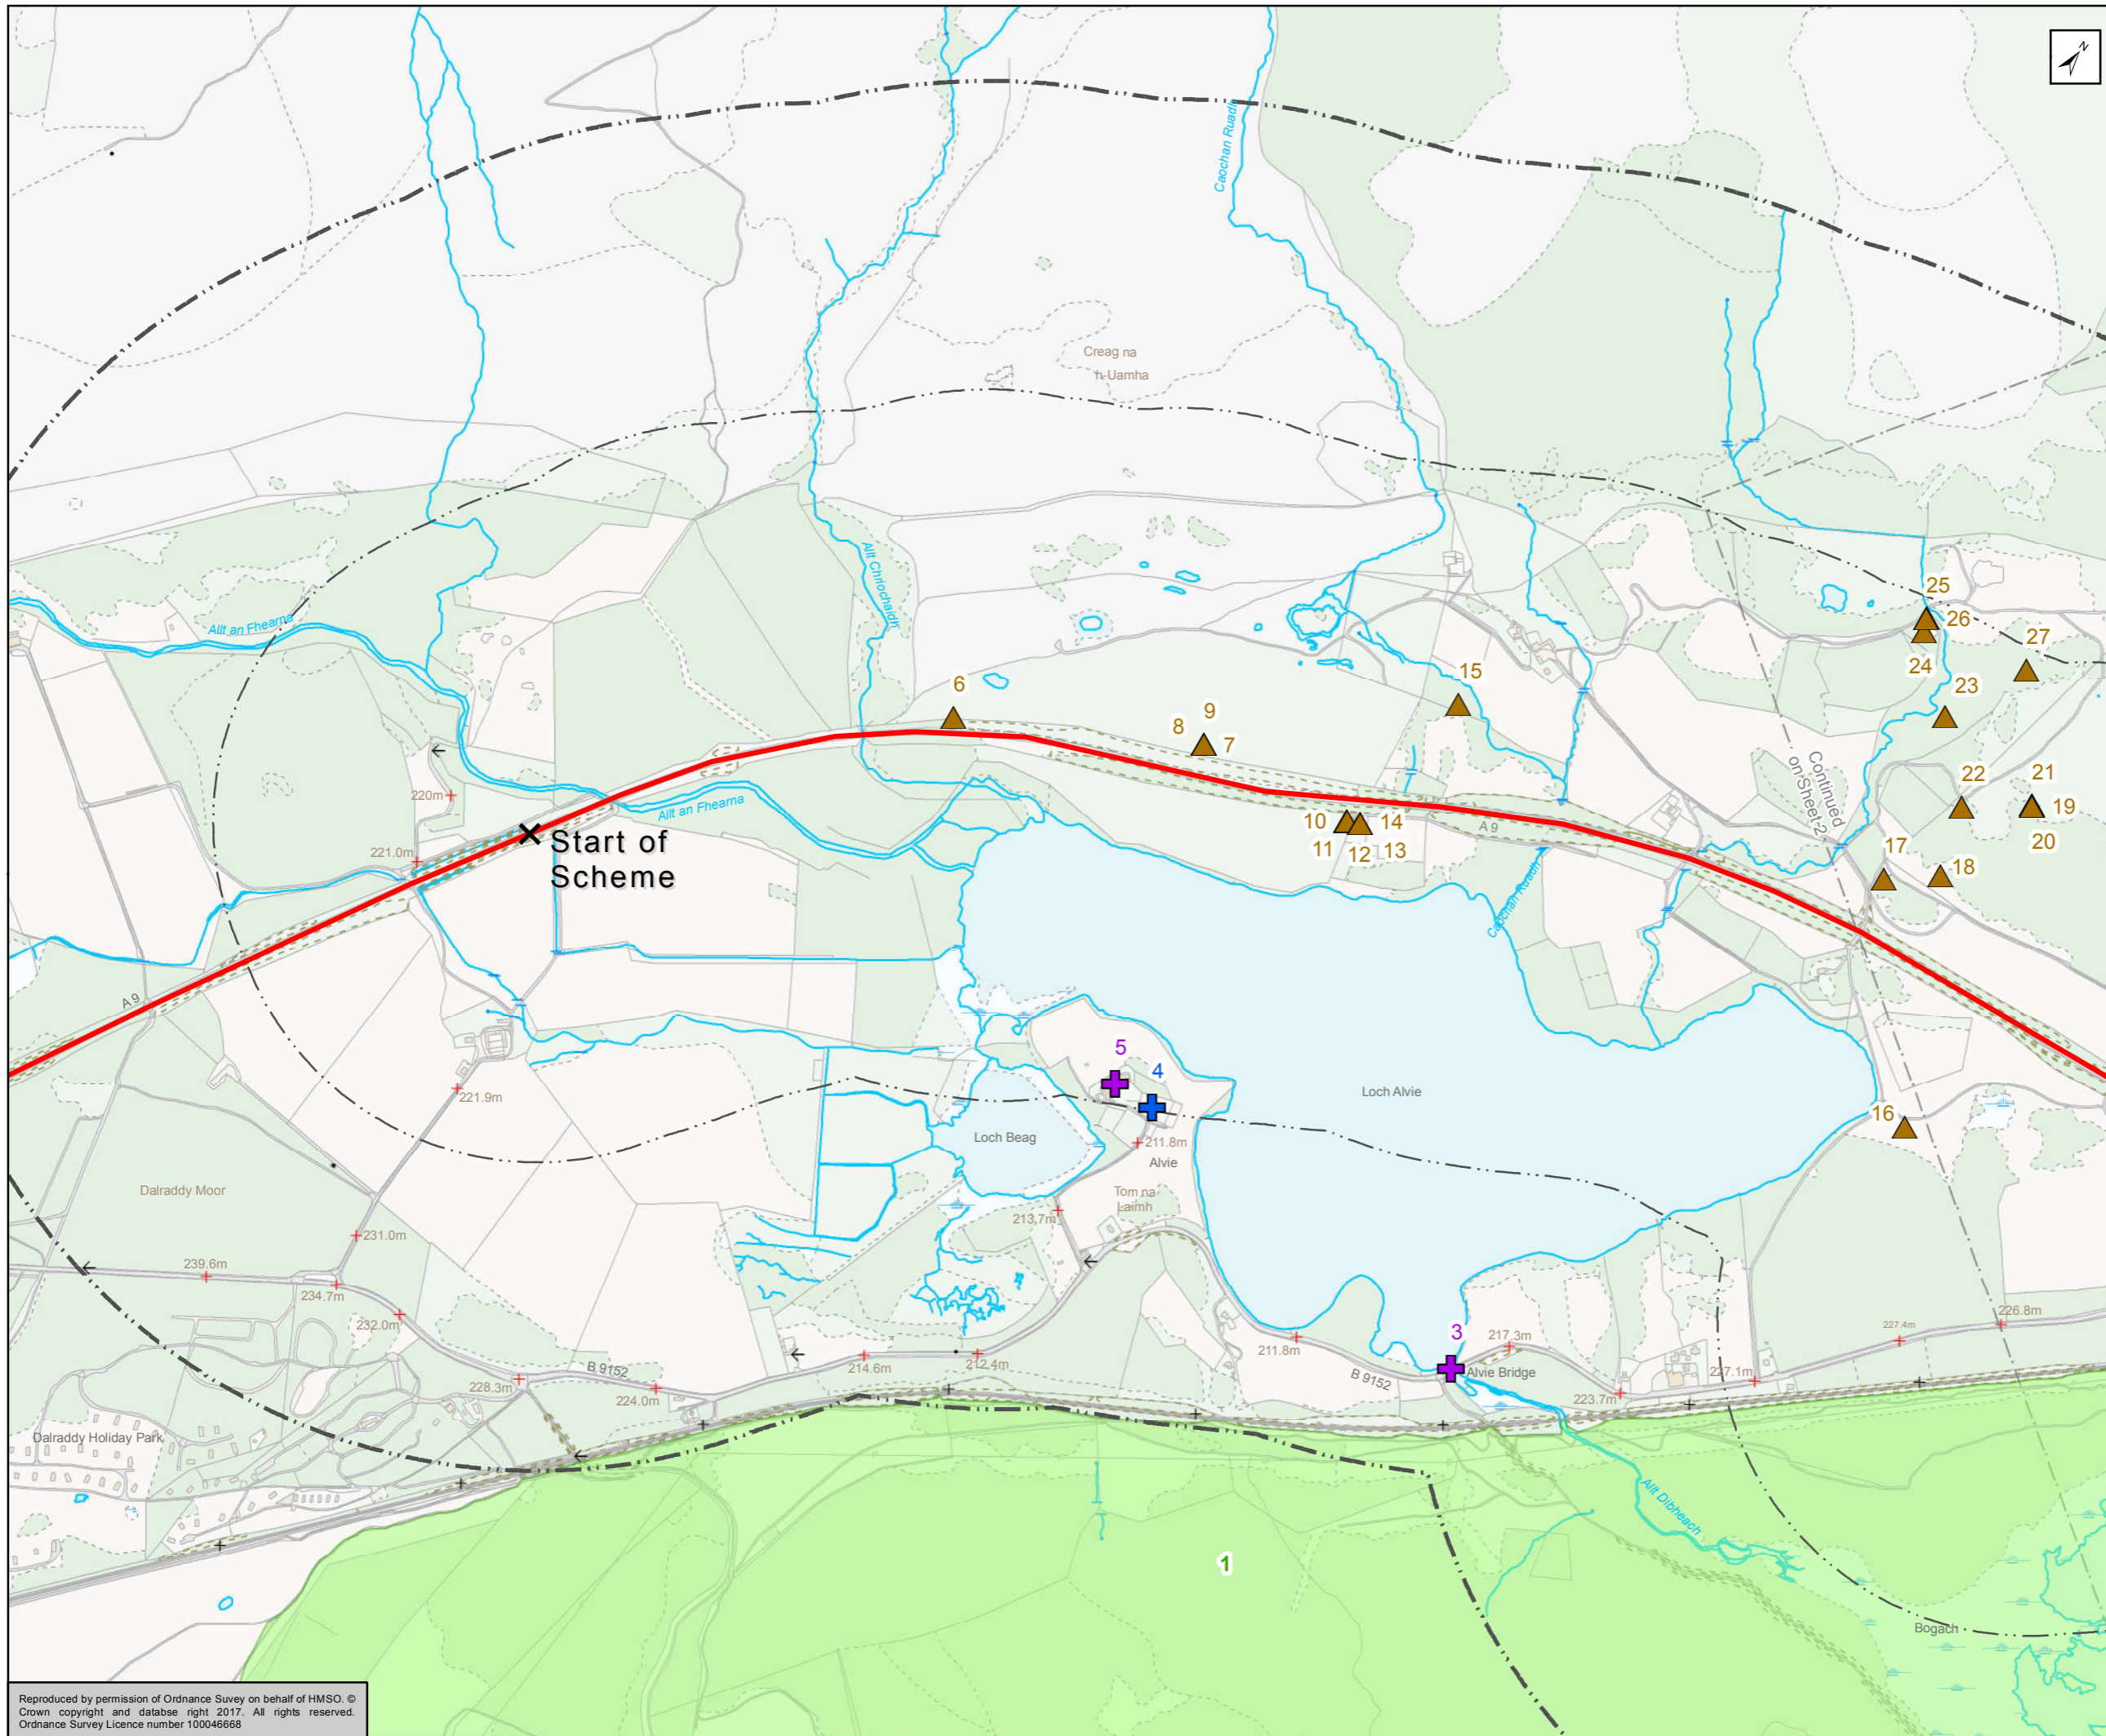 N
Caochan Ruadh
Creag na
h-Uamha
Allt Chriochaidh
Allt an Fhearna
25
26
24
27
23
15
6
9
8
7
220m
Allt an Fhearna
Continued
on Sheet 2
22
21
19
20
10
14
11
12
13
A 9
Start of
Scheme
221.0m
17
18
Caochan Ruadh
A 9
5
4
221.9m
Loch Alvie
16
Loch Beag
211.8m
Alvie
Dalraddy Moor
Tom na
Laimh
213.7m
231.0m
239.6m
234.7m
232.0m
226.8m
227.4m
3
217.3m
211.8m
214.6m
212.4m
B 9152
228.3m
224.0m
B 9152
Alvie Bridge
227.1m
223.7m
Dalraddy Holiday Park
Allt Dibheach
1
Bogach
Reproduced by permission of Ordnance Suvey on behalf of HMSO. ©
Crown copyright and databse right 2017. All rights reserved.
Ordnance Survey Licence number 100046668